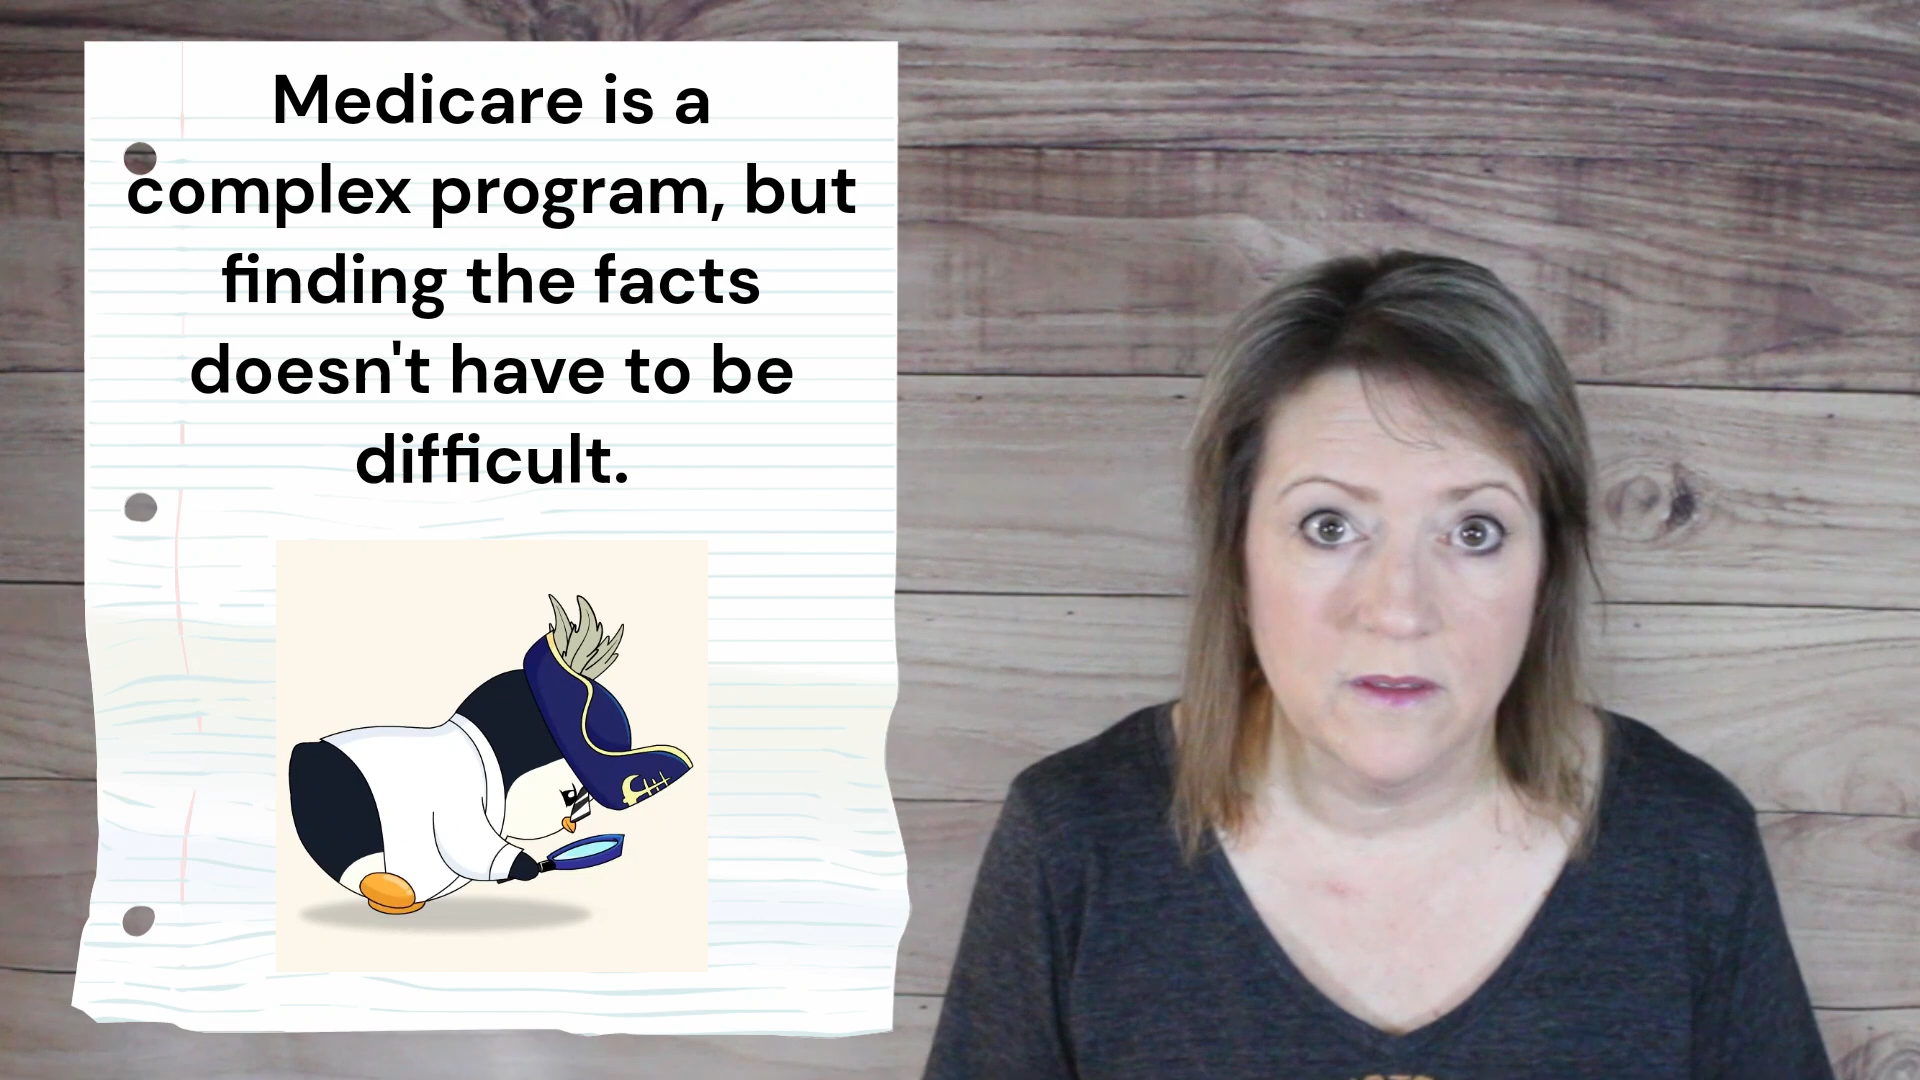 Medicare is a
complex program, but
finding the facts
doesn't have to be
difficult.